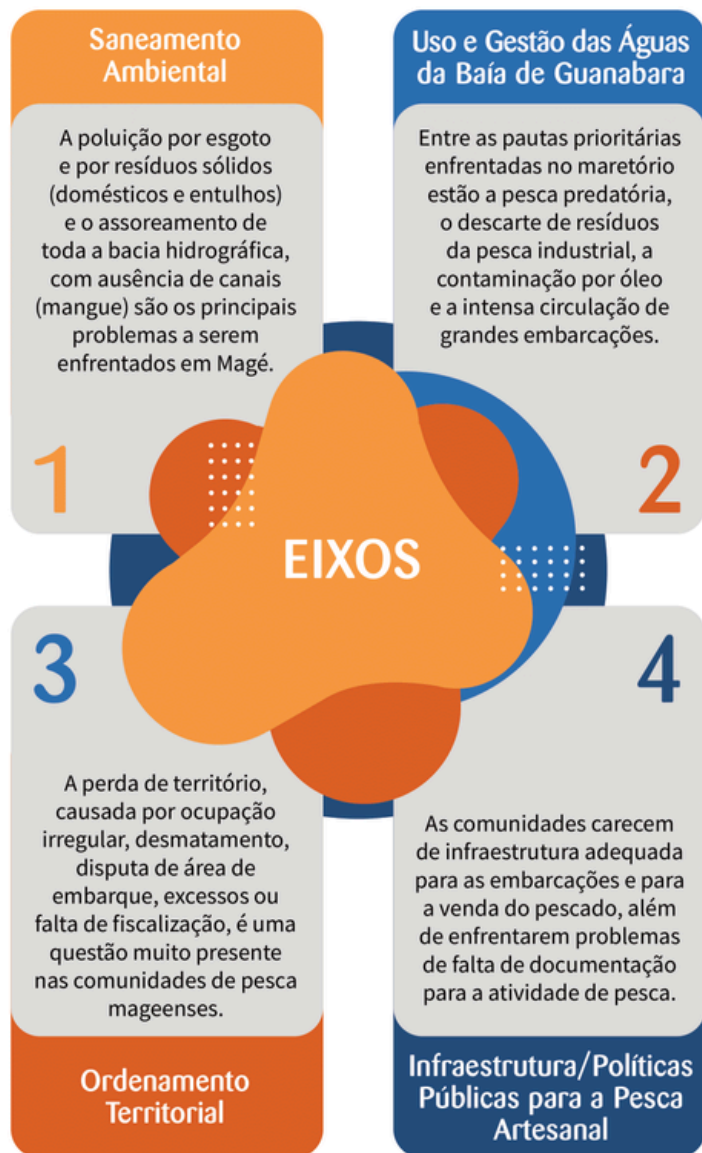 Saneamento
Ambiental
A poluição por esgoto
e por resíduos sólidos
(domésticos e entulhos)
e o assoreamento de
toda a bacia hidrográfica,
com ausência de canais
(mangue) são os principais
problemas a serem
enfrentados em Magé.
1
Uso e Gestão das Águas
da Baía de Guanabara
Entre as pautas prioritárias
enfrentadas no maretório
estão a pesca predatória,
o descarte de resíduos
da pesca industrial, a
contaminação por óleo
e a intensa circulação de
grandes embarcações.
2
EIXOS
3
A perda de território,
causada por ocupação
irregular, desmatamento,
disputa de área de
embarque, excessos ou
falta de fiscalização, é uma
questão muito presente
nas comunidades de pesca
mageenses.
Ordenamento
Territorial
4
As comunidades carecem
de infraestrutura adequada
para as embarcações e para
a venda do pescado, além
de enfrentarem problemas
de falta de documentação
para a atividade de pesca.
Infraestrutura/Políticas
Públicas para a Pesca
Artesanal